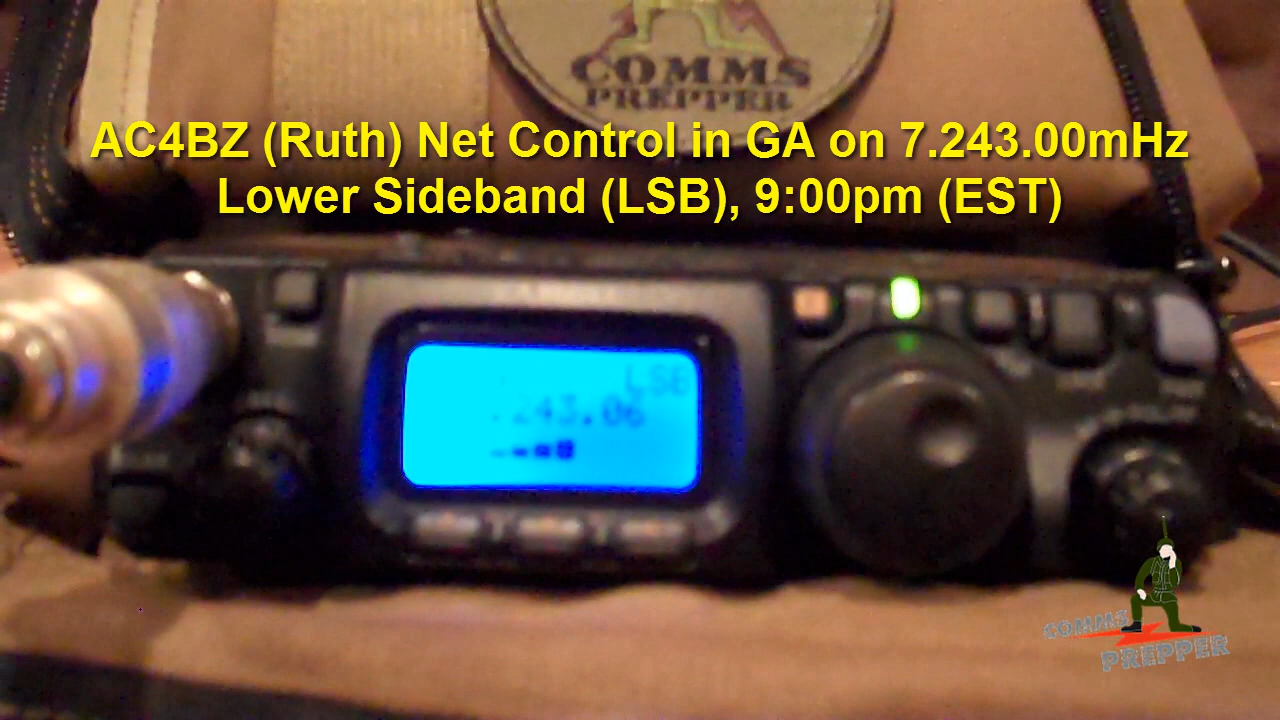 COMMS
PREPPER
AC4BZ (Ruth) Net Control in GA on 7.243.00mHz
Lower Sideband (LSB), 9:00pm (EST)
LSB
.243.06
COMMS
PREPPER